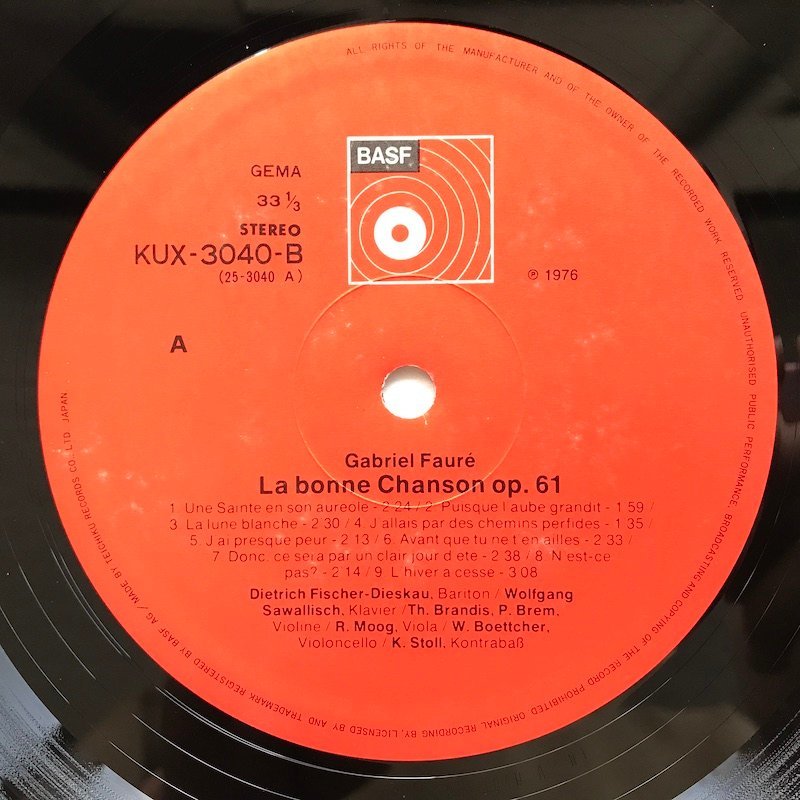 ALL RIGHTS OF THE MANUFACTURER AND OF THE OWNER OF THE RECORDED WORK RESERVED. UNAUTHORISED PUBLIC PERFORMANCE, BROADCASTING AND COPYING OF THE RECORD PROHIBITED. ORIGINAL RECORDING BY, LICENSED BY AND TRADEMARK REGISTERED BY BASF AG / MADE BY TEICHIKU RECORDS CO., LTD. JAPAN
BASF
GEMA
33 1/3
STEREO
KUX-3040-B
(25-3040 A)
℗ 1976
A
Gabriel Fauré
La bonne Chanson op. 61
1. Une Sainte en son aureole - 2 24 / 2. Puisque l aube grandit - 1 59 /
3 La lune blanche - 2 30 / 4. J allais par des chemins perfides - 1 35 /
5. J ai presque peur - 2 13 / 6. Avant que tu ne t en ailles - 2 33 /
7 Donc. ce sera par un clair jour d ete - 2 38 / 8. N est-ce
pas? - 2 14 / 9. L hiver a cesse - 3 08
Dietrich Fischer-Dieskau, Bariton / Wolfgang
Sawallisch, Klavier / Th. Brandis, P. Brem,
Violine / R. Moog, Viola / W. Boettcher,
Violoncello / K. Stoll, Kontrabaß